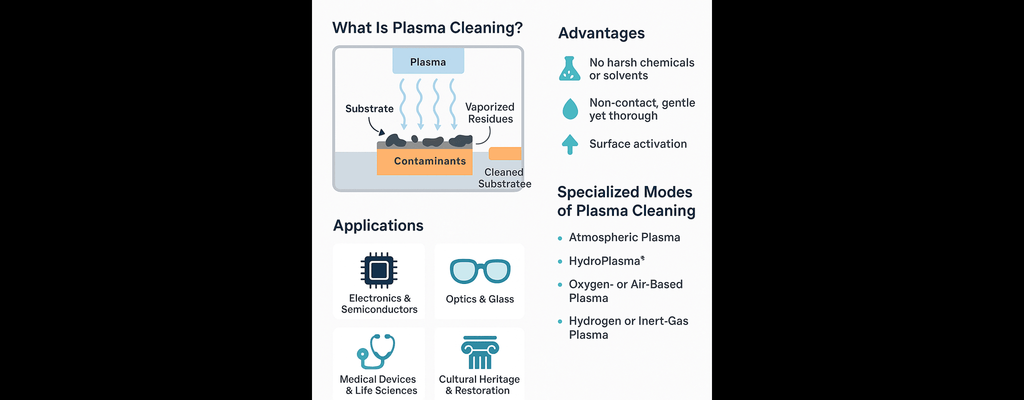 What Is Plasma Cleaning?
Plasma
Substrate
Vaporized
Residues
Contaminants
Cleaned
Substratee
Applications
Electronics &
Semiconductors
Optics & Glass
Medical Devices
& Life Sciences
Cultural Heritage
& Restoration
Advantages
No harsh chemicals
or solvents
Non-contact, gentle
yet thorough
Surface activation
Specialized Modes
of Plasma Cleaning
• Atmospheric Plasma
• HydroPlasma®
• Oxygen- or Air-Based
Plasma
• Hydrogen or Inert-Gas
Plasma